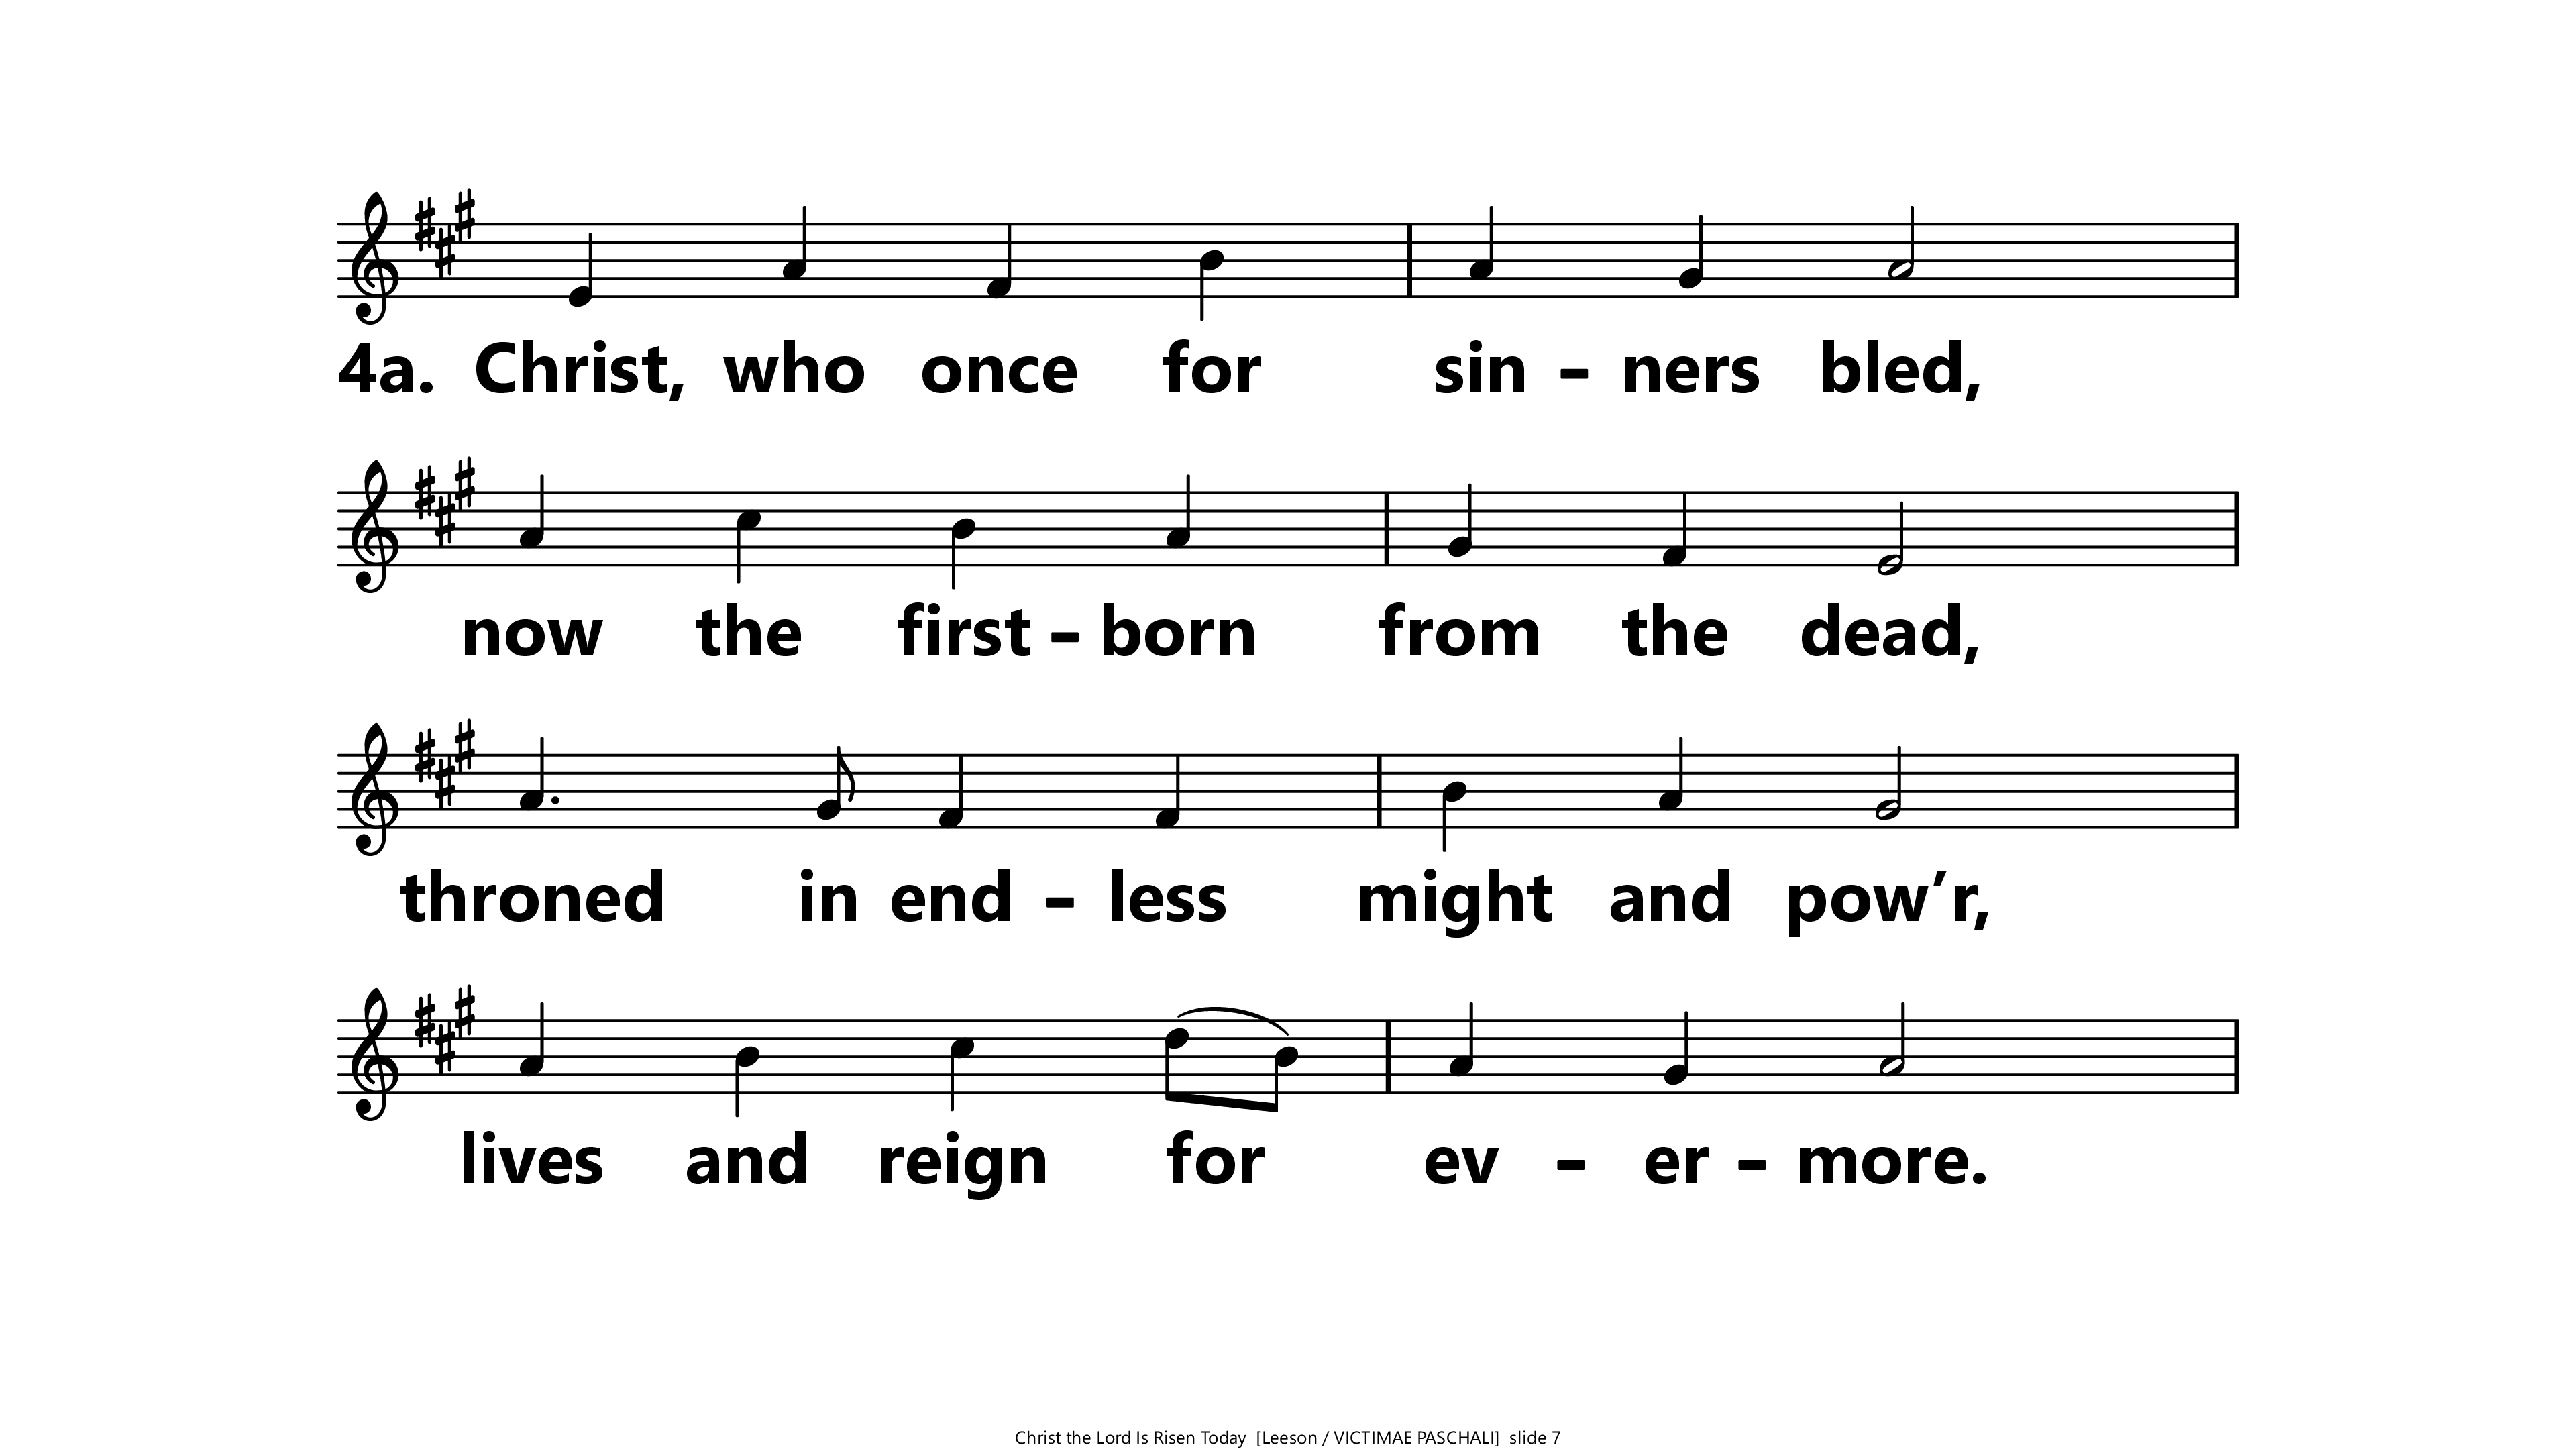 4a. Christ, who once for sin - ners bled,
now the first - born from the dead,
throned in end - less might and pow’r,
lives and reign for ev - er - more.
Christ the Lord Is Risen Today [Leeson / VICTIMAE PASCHALI] slide 7